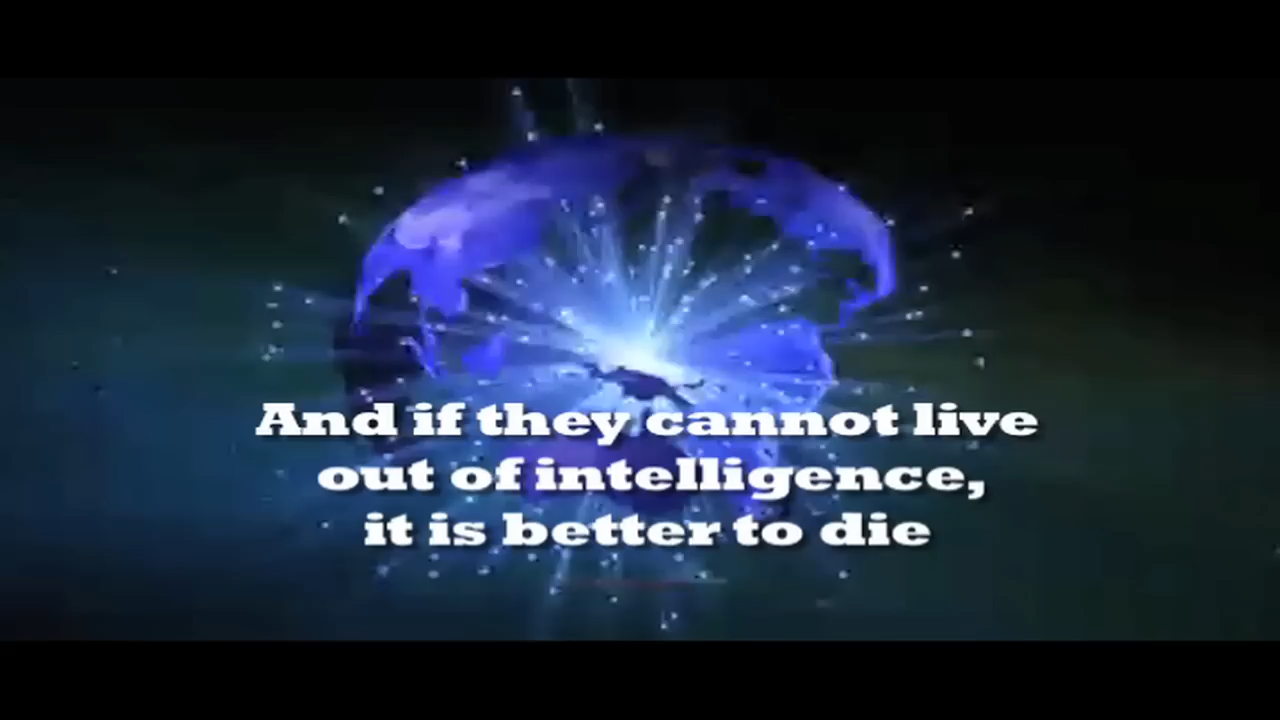 And if they cannot live
out of intelligence,
it is better to die